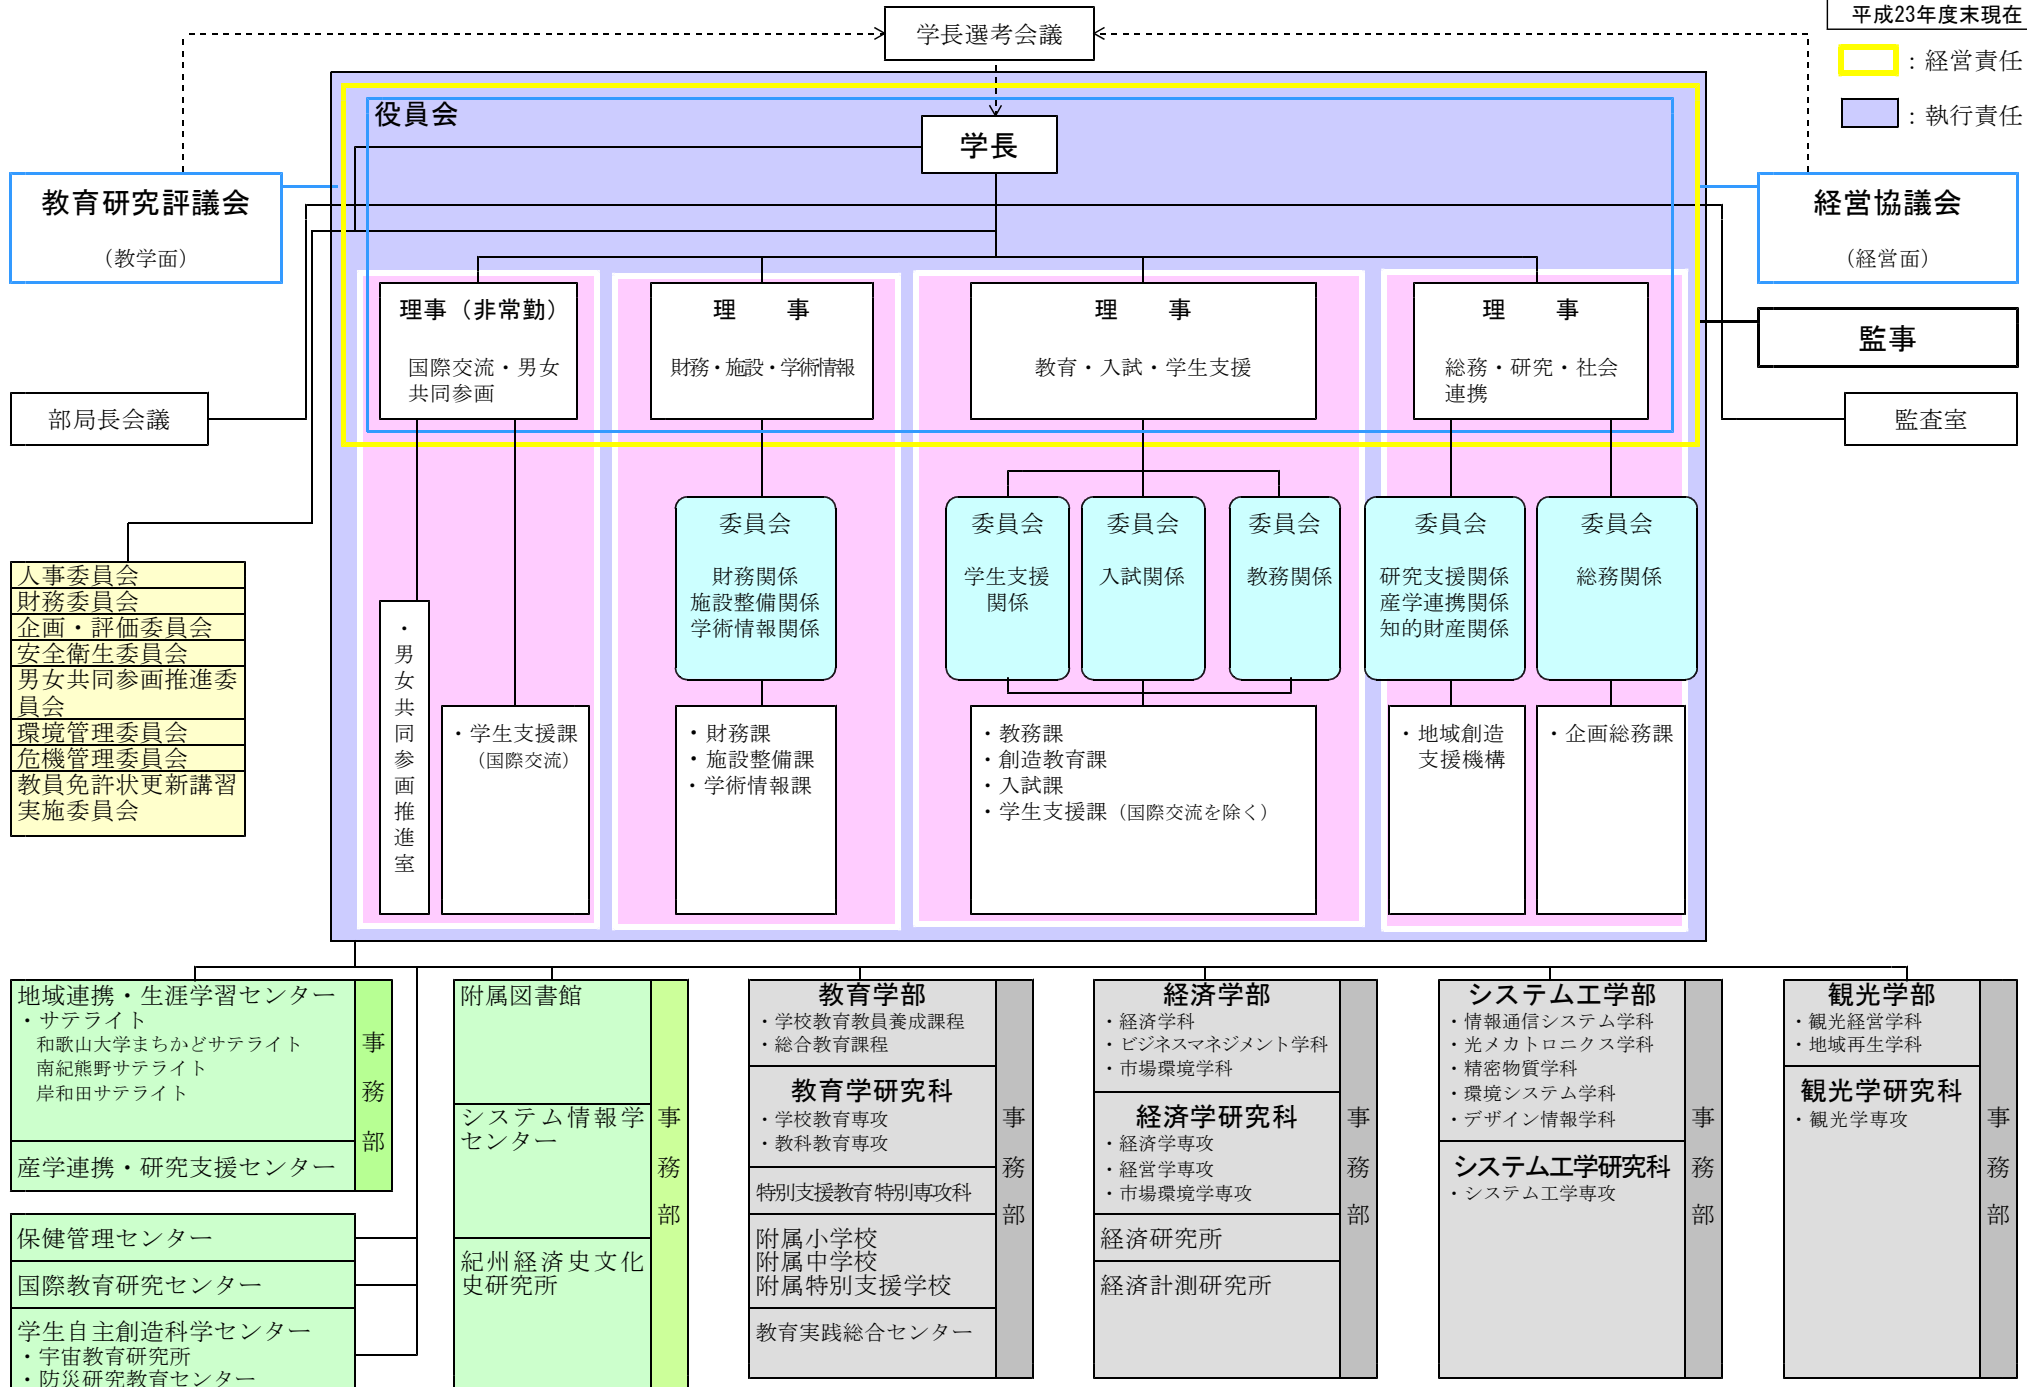 平成23年度末現在
学長選考会議
：経営責任
：執行責任
役員会
学長
教育研究評議会
（教学面）
経営協議会
（経営面）
理事（非常勤）
国際交流・男女
共同参画
理　事
財務・施設・学術情報
理　事
教育・入試・学生支援
理　事
総務・研究・社会
連携
監事
部局長会議
監査室
委員会
財務関係
施設整備関係
学術情報関係
委員会
学生支援
関係
委員会
入試関係
委員会
教務関係
委員会
研究支援関係
産学連携関係
知的財産関係
委員会
総務関係
人事委員会
財務委員会
企画・評価委員会
安全衛生委員会
男女共同参画推進委
員会
環境管理委員会
危機管理委員会
教員免許状更新講習
実施委員会
・男女共同参画推進室
・学生支援課
（国際交流）
・財務課
・施設整備課
・学術情報課
・教務課
・創造教育課
・入試課
・学生支援課（国際交流を除く）
・地域創造
支援機構
・企画総務課
地域連携・生涯学習センター
・サテライト
和歌山大学まちかどサテライト
南紀熊野サテライト
岸和田サテライト
産学連携・研究支援センター
事務部
保健管理センター
国際教育研究センター
学生自主創造科学センター
・宇宙教育研究所
・防災研究教育センター
附属図書館
システム情報学
センター
紀州経済史文化
史研究所
事務部
教育学部
・学校教育教員養成課程
・総合教育課程
教育学研究科
・学校教育専攻
・教科教育専攻
特別支援教育特別専攻科
附属小学校
附属中学校
附属特別支援学校
教育実践総合センター
事務部
経済学部
・経済学科
・ビジネスマネジメント学科
・市場環境学科
経済学研究科
・経済学専攻
・経営学専攻
・市場環境学専攻
経済研究所
経済計測研究所
事務部
システム工学部
・情報通信システム学科
・光メカトロニクス学科
・精密物質学科
・環境システム学科
・デザイン情報学科
システム工学研究科
・システム工学専攻
事務部
観光学部
・観光経営学科
・地域再生学科
観光学研究科
・観光学専攻
事務部